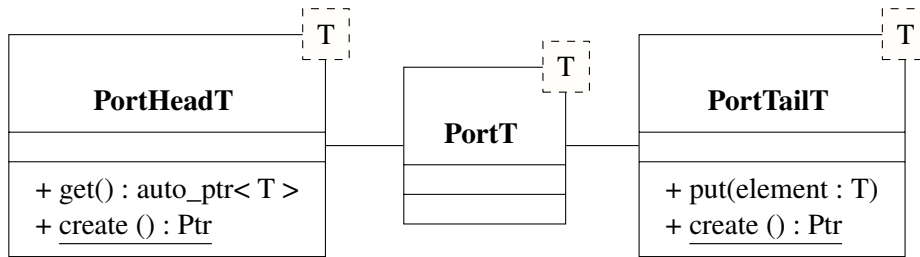 T
PortHeadT
+ get() : auto_ptr< T >
+ create () : Ptr
T
PortT
T
PortTailT
+ put(element : T)
+ create () : Ptr